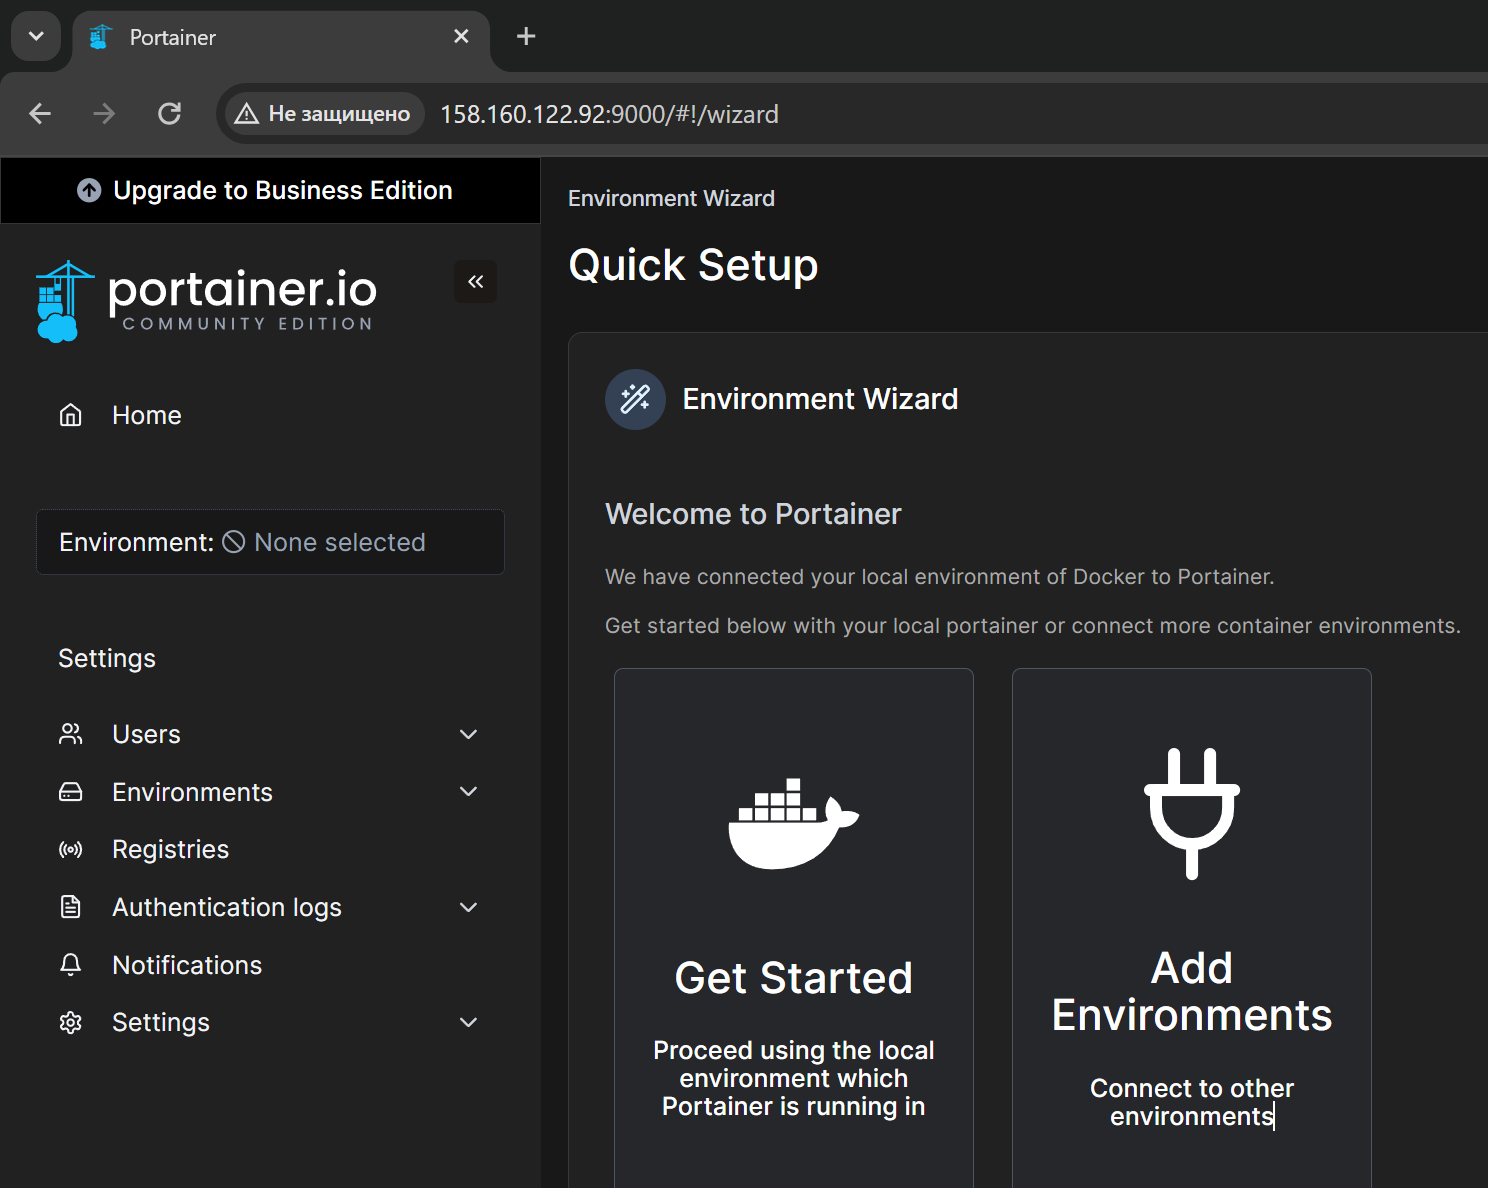 Portainer
Не защищено
158.160.122.92:9000/#!/wizard
Upgrade to Business Edition
portainer.io
COMMUNITY EDITION
Home
Environment: None selected
Settings
Users
Environments
Registries
Authentication logs
Notifications
Settings
Environment Wizard
Quick Setup
Environment Wizard
Welcome to Portainer
We have connected your local environment of Docker to Portainer.
Get started below with your local portainer or connect more container environments.
Get Started
Proceed using the local
environment which
Portainer is running in
Add
Environments
Connect to other
environments